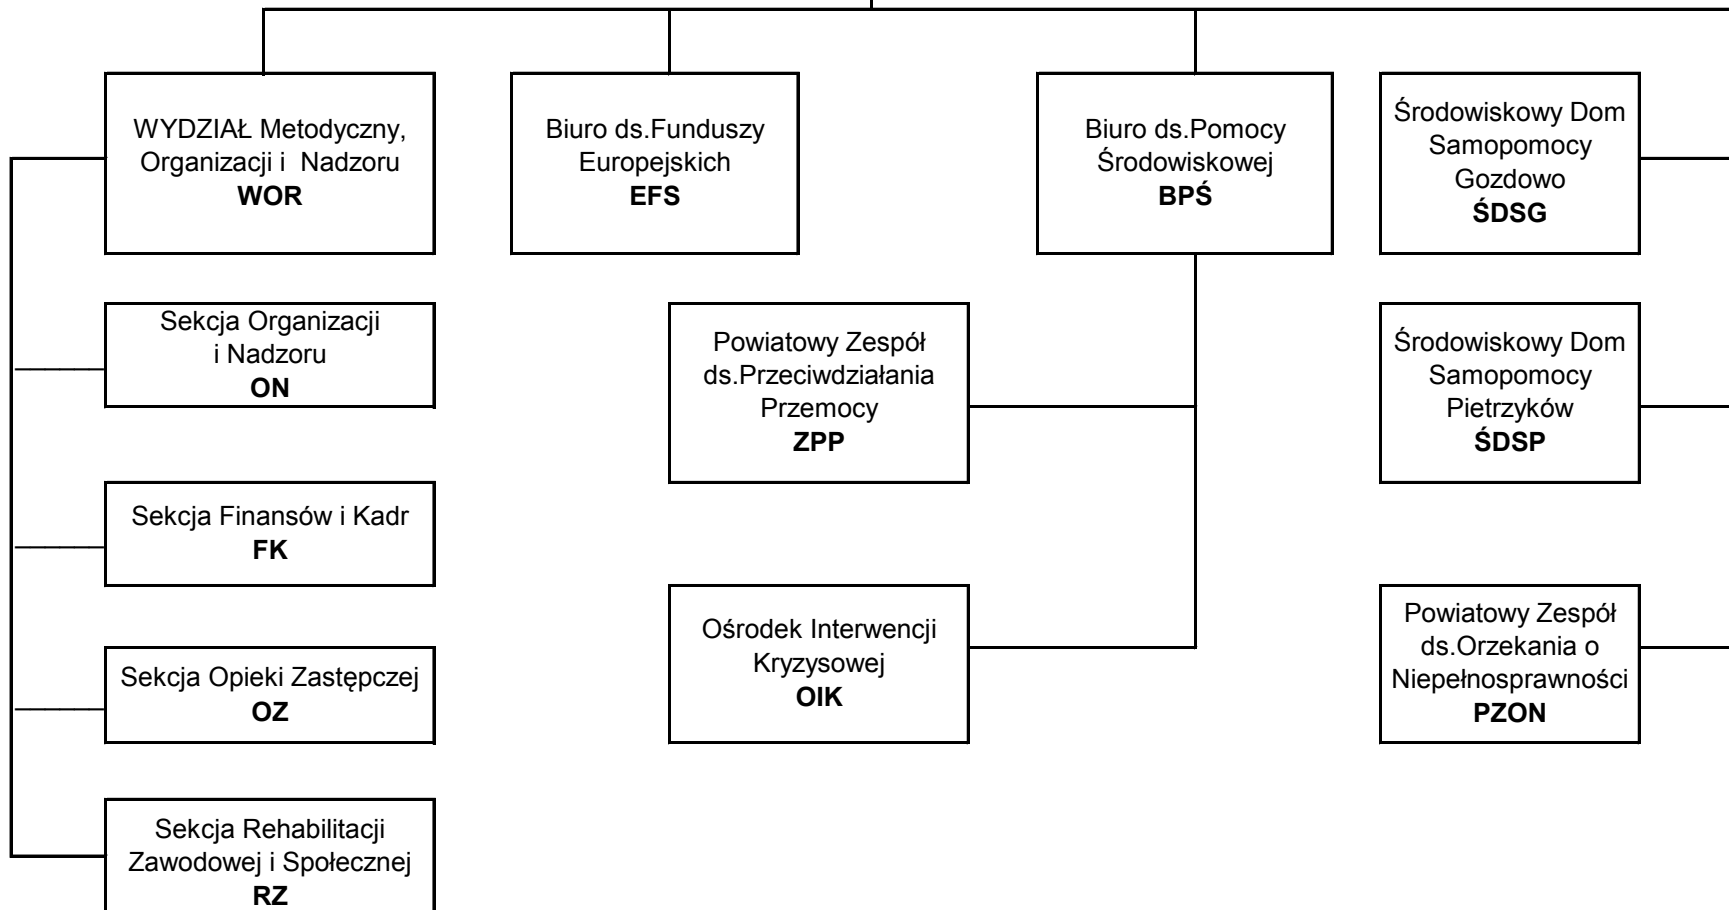 WYDZIAŁ Metodyczny,
Organizacji i  Nadzoru
WOR
Biuro ds.Funduszy
Europejskich
EFS
Biuro ds.Pomocy
Środowiskowej
BPŚ
Środowiskowy Dom
Samopomocy
Gozdowo
ŚDSG
Sekcja Organizacji
i Nadzoru
ON
Powiatowy Zespół
ds.Przeciwdziałania
Przemocy
ZPP
Środowiskowy Dom
Samopomocy
Pietrzyków
ŚDSP
Sekcja Finansów i Kadr
FK
Ośrodek Interwencji
Kryzysowej
OIK
Powiatowy Zespół
ds.Orzekania o
Niepełnosprawności
PZON
Sekcja Opieki Zastępczej
OZ
Sekcja Rehabilitacji
Zawodowej i Społecznej
RZ